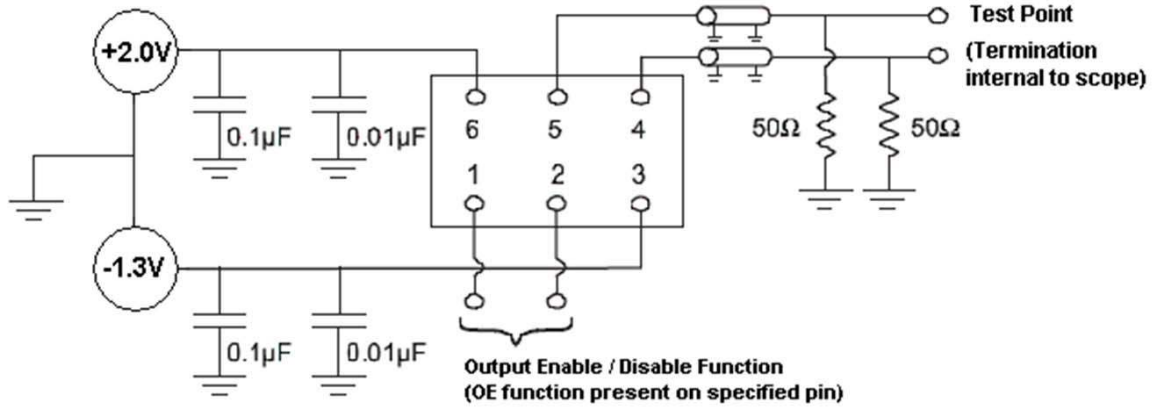 +2.0V
0.1µF
0.01µF
6
5
4
1
2
3
Test Point
(Termination
internal to scope)
50Ω
50Ω
-1.3V
0.1µF
0.01µF
Output Enable / Disable Function
(OE function present on specified pin)